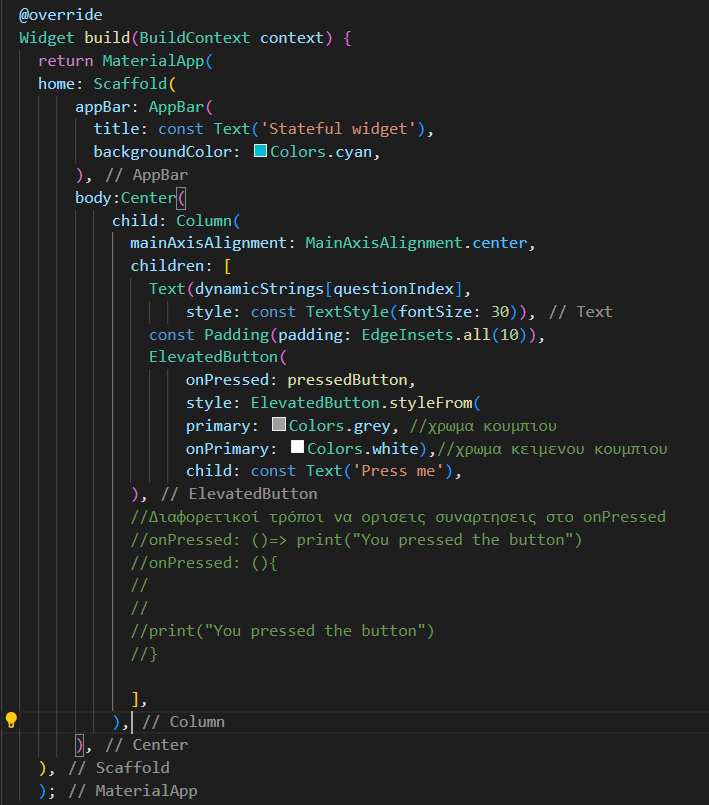 @override
Widget build(BuildContext context) {
return MaterialApp(
home: Scaffold(
appBar: AppBar(
title: const Text('Stateful widget'),
backgroundColor: Colors.cyan,
), // AppBar
body:Center(
child: Column(
mainAxisAlignment: MainAxisAlignment.center,
children: [
Text(dynamicStrings[questionIndex],
style: const TextStyle(fontSize: 30)), // Text
const Padding(padding: EdgeInsets.all(10)),
ElevatedButton(
onPressed: pressedButton,
style: ElevatedButton.styleFrom(
primary: Colors.grey, //χρωμα κουμπιου
onPrimary: Colors.white),//χρωμα κειμενου κουμπιου
child: const Text('Press me'),
), // ElevatedButton
//Διαφορετικοί τρόποι να ορισεις συναρτησεις στο onPressed
//onPressed: ()=> print("You pressed the button")
//onPressed: (){
//
//
//print("You pressed the button")
//}
],
), // Column
), // Center
), // Scaffold
); // MaterialApp